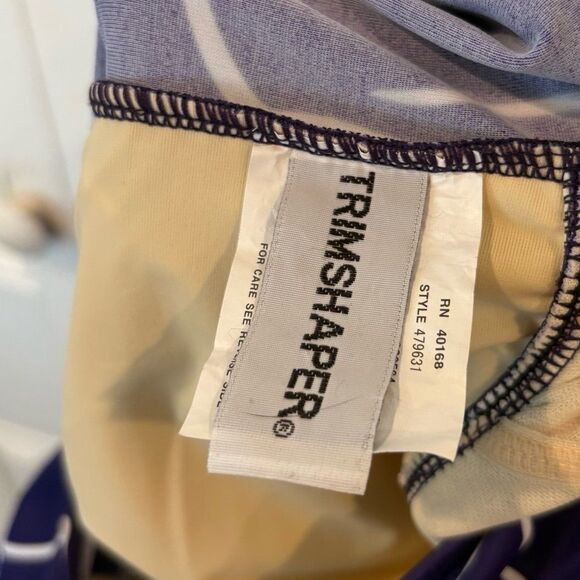 TRIMSHAPER®
RN 40168
STYLE 479631
FOR CARE SEE REVERSE SIDE